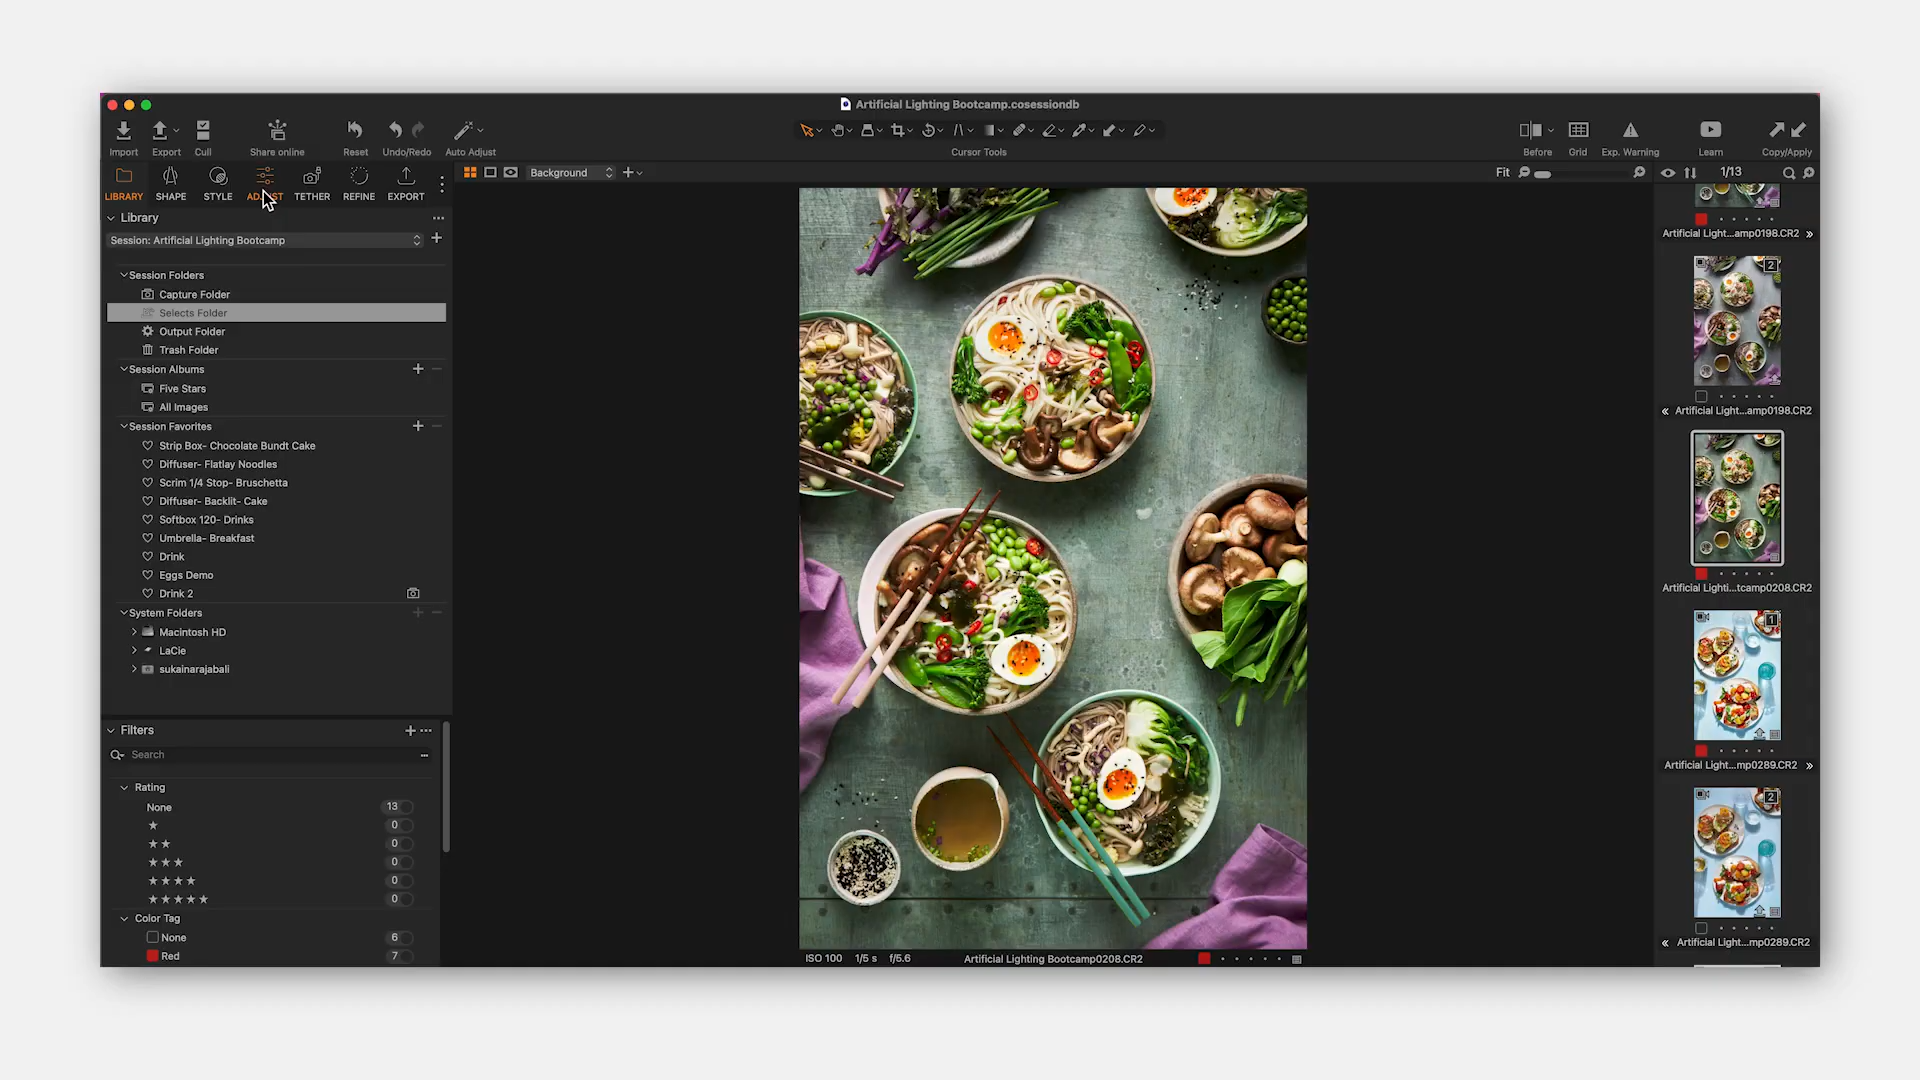 Artificial Lighting Bootcamp.cosessiondb
Import
Export
Cull
Share online
Reset
Undo/Redo
Auto Adjust
Cursor Tools
Before
Grid
Exp. Warning
Learn
Copy/Apply
LIBRARY
SHAPE
STYLE
ADJUST
TETHER
REFINE
EXPORT
Background
Fit
1/13
Library
Session: Artificial Lighting Bootcamp
Session Folders
Capture Folder
Selects Folder
Output Folder
Trash Folder
Session Albums
Five Stars
All Images
Session Favorites
Strip Box- Chocolate Bundt Cake
Diffuser- Flatlay Noodles
Scrim 1/4 Stop- Bruschetta
Diffuser- Backlit- Cake
Softbox 120- Drinks
Umbrella- Breakfast
Drink
Eggs Demo
Drink 2
System Folders
Macintosh HD
LaCie
sukainarajabali
Filters
Search
Rating
None 13
0
0
0
0
0
Color Tag
None 6
Red 7
ISO 100 1/5 s f/5.6
Artificial Lighting Bootcamp0208.CR2
Artificial Light...amp0198.CR2
2
Artificial Light...amp0198.CR2
Artificial Lighti...tcamp0208.CR2
1
Artificial Light...mp0289.CR2
2
Artificial Light...mp0289.CR2